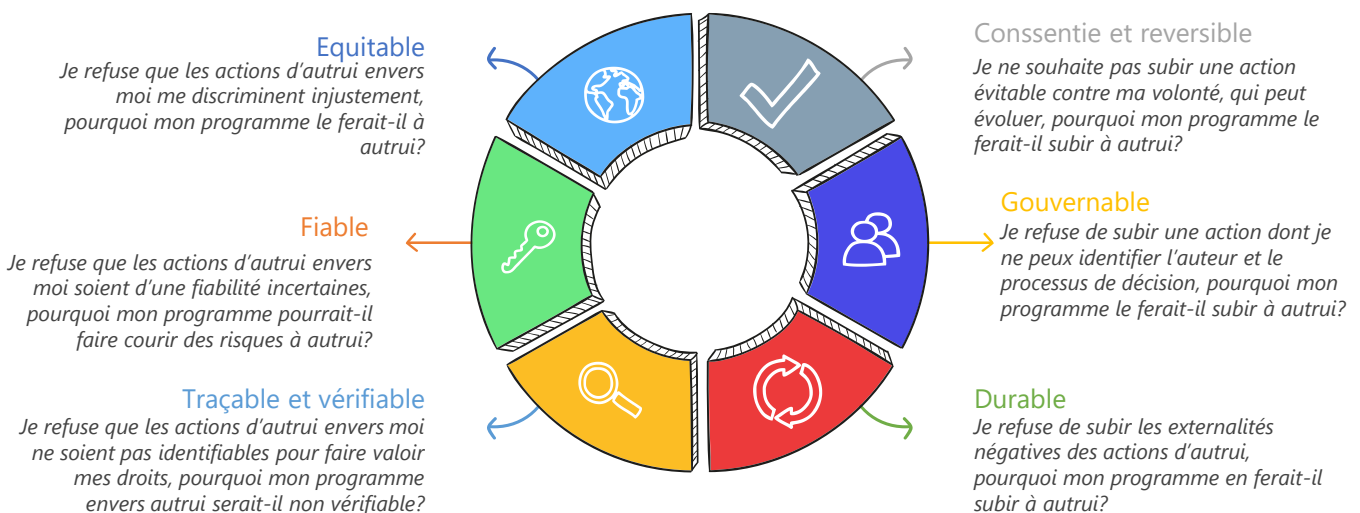 Equitable
Je refuse que les actions d’autrui envers
moi me discriminent injustement,
pourquoi mon programme le ferait-il à
autrui?
Fiable
Je refuse que les actions d’autrui envers
moi soient d’une fiabilité incertaines,
pourquoi mon programme pourrait-il
faire courir des risques à autrui?
Traçable et vérifiable
Je refuse que les actions d’autrui envers moi
ne soient pas identifiables pour faire valoir
mes droits, pourquoi mon programme
envers autrui serait-il non vérifiable?
Conssentie et reversible
Je ne souhaite pas subir une action
évitable contre ma volonté, qui peut
évoluer, pourquoi mon programme le
ferait-il subir à autrui?
Gouvernable
Je refuse de subir une action dont je
ne peux identifier l’auteur et le
processus de décision, pourquoi mon
programme le ferait-il subir à autrui?
Durable
Je refuse de subir les externalités
négatives des actions d’autrui,
pourquoi mon programme en ferait-il
subir à autrui?